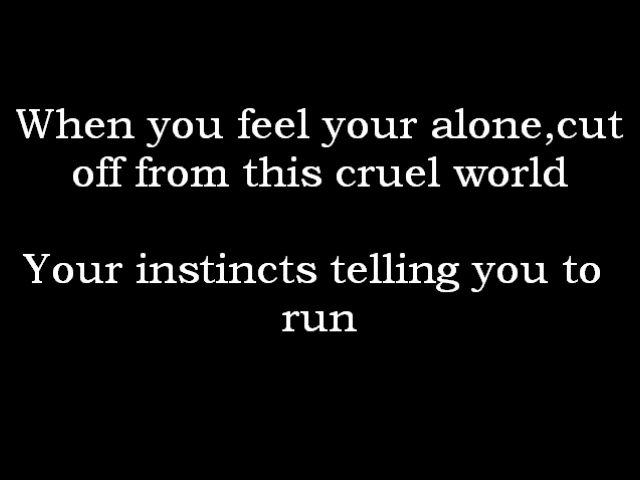 When you feel your alone,cut
off from this cruel world
Your instincts telling you to
run